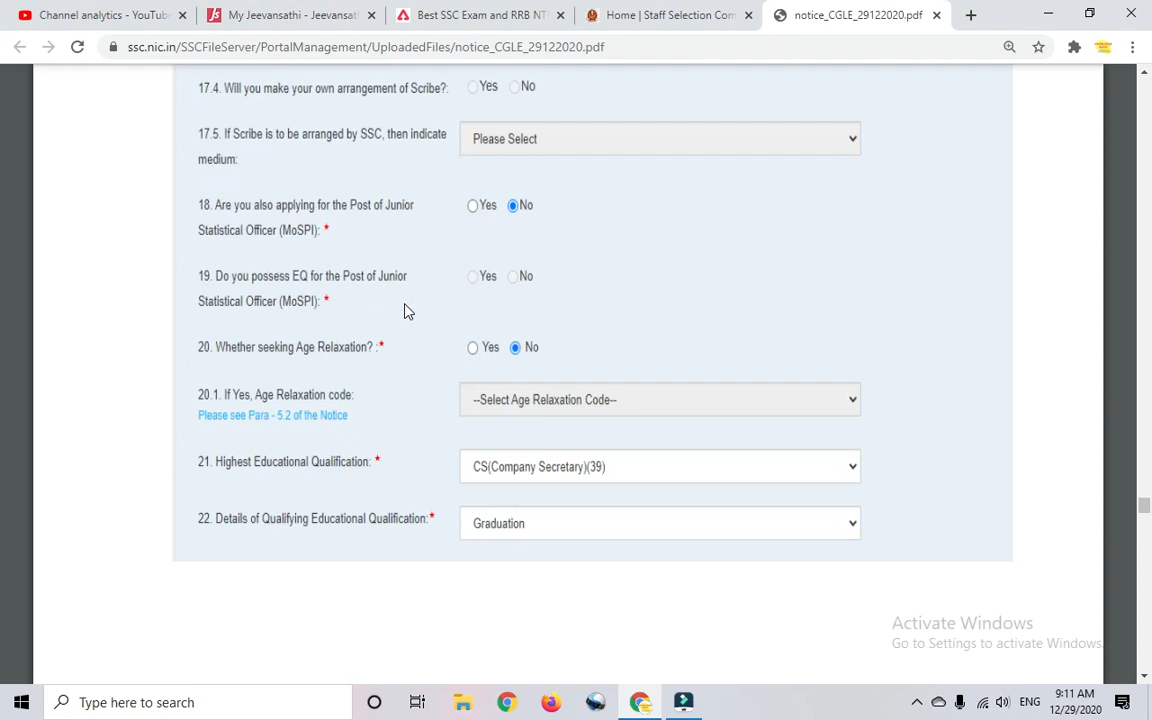 Channel analytics - YouTub
My Jeevansathi - Jeevansat
Best SSC Exam and RRB NT
Home | Staff Selection Com
notice_CGLE_29122020.pdf
ssc.nic.in/SSCFileServer/PortalManagement/UploadedFiles/notice_CGLE_29122020.pdf
17.4. Will you make your own arrangement of Scribe?: Yes No
17.5. If Scribe is to be arranged by SSC, then indicate
medium:
Please Select
18. Are you also applying for the Post of Junior
Statistical Officer (MoSPI): *
Yes No
19. Do you possess EQ for the Post of Junior
Statistical Officer (MoSPI): *
Yes No
20. Whether seeking Age Relaxation? :* Yes No
20.1. If Yes, Age Relaxation code:
Please see Para - 5.2 of the Notice
--Select Age Relaxation Code--
21. Highest Educational Qualification: * CS(Company Secretary)(39)
22. Details of Qualifying Educational Qualification:* Graduation
Activate Windows
Go to Settings to activate Windows.
Type here to search
ENG
9:11 AM
12/29/2020